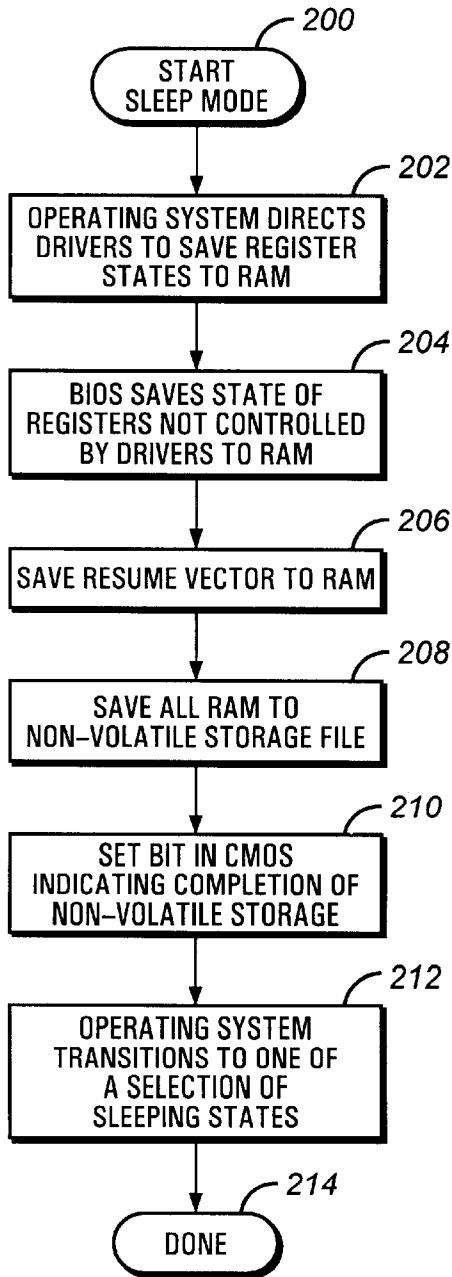 200
START
SLEEP MODE
202
OPERATING SYSTEM DIRECTS
DRIVERS TO SAVE REGISTER
STATES TO RAM
204
BIOS SAVES STATE OF
REGISTERS NOT CONTROLLED
BY DRIVERS TO RAM
206
SAVE RESUME VECTOR TO RAM
208
SAVE ALL RAM TO
NON–VOLATILE STORAGE FILE
210
SET BIT IN CMOS
INDICATING COMPLETION OF
NON–VOLATILE STORAGE
212
OPERATING SYSTEM
TRANSITIONS TO ONE OF
A SELECTION OF
SLEEPING STATES
214
DONE